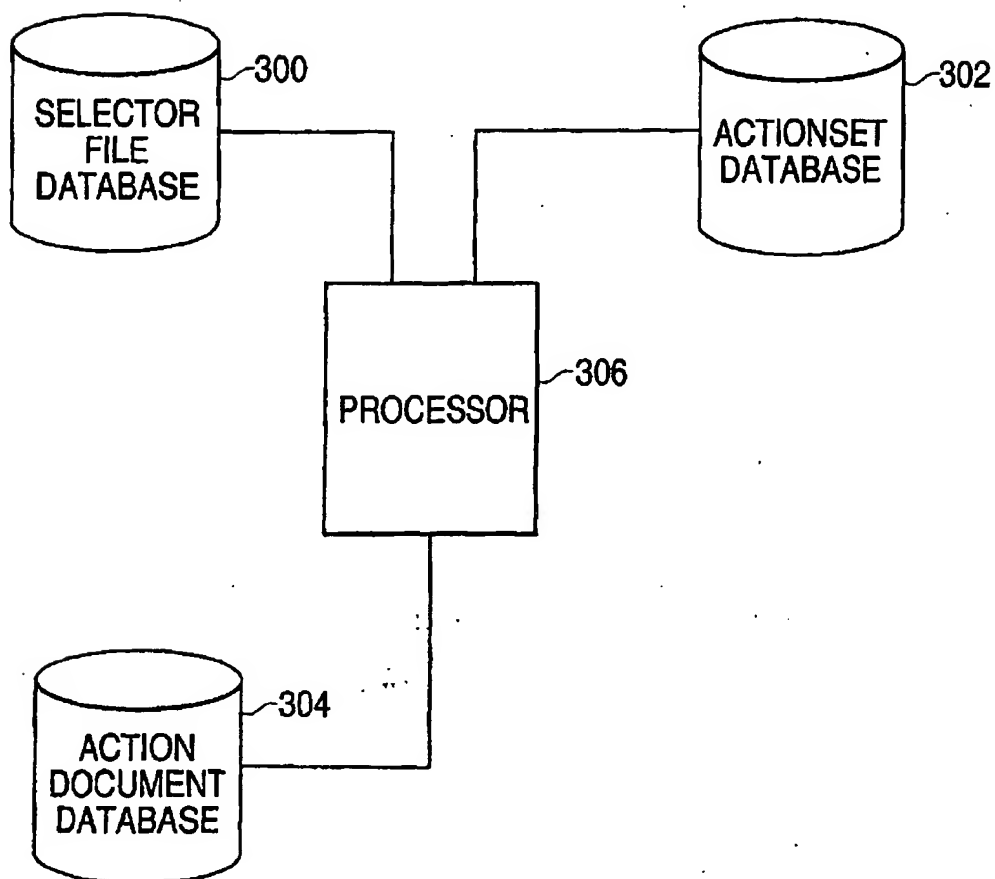 300
SELECTOR
FILE
DATABASE
302
ACTIONSET
DATABASE
306
PROCESSOR
304
ACTION
DOCUMENT
DATABASE